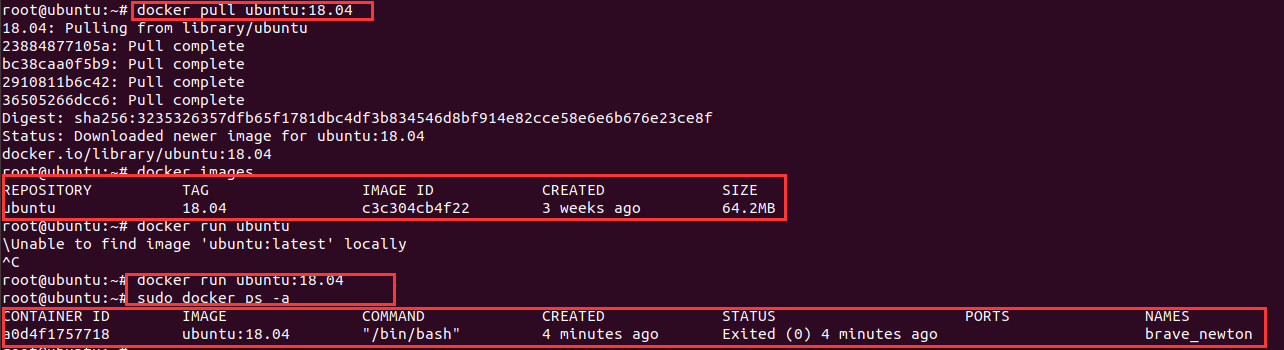 root@ubuntu:~# docker pull ubuntu:18.04
18.04: Pulling from library/ubuntu
23884877105a: Pull complete
bc38caa0f5b9: Pull complete
2910811b6c42: Pull complete
36505266dcc6: Pull complete
Digest: sha256:3235326357dfb65f1781dbc4df3b834546d8bf914e82cce58e6e6b676e23ce8f
Status: Downloaded newer image for ubuntu:18.04
docker.io/library/ubuntu:18.04
root@ubuntu:~# docker images
REPOSITORY TAG IMAGE ID CREATED SIZE
ubuntu 18.04 c3c304cb4f22 3 weeks ago 64.2MB
root@ubuntu:~# docker run ubuntu
\Unable to find image 'ubuntu:latest' locally
^C
root@ubuntu:~# docker run ubuntu:18.04
root@ubuntu:~# sudo docker ps -a
CONTAINER ID IMAGE COMMAND CREATED STATUS PORTS NAMES
a0d4f1757718 ubuntu:18.04 "/bin/bash" 4 minutes ago Exited (0) 4 minutes ago brave_newton